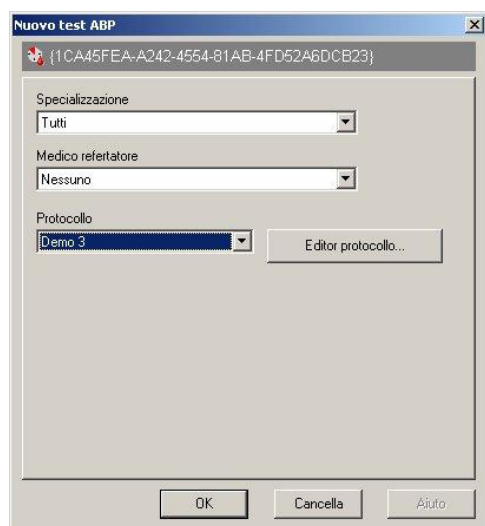 Nuovo test ABP
{1CA45FEA-A242-4554-81AB-4FD52A6DCB23}
Specializzazione
Tutti
Medico refertatore
Nessuno
Protocollo
Demo 3
Editor protocollo...
OK
Cancella
Aiuto